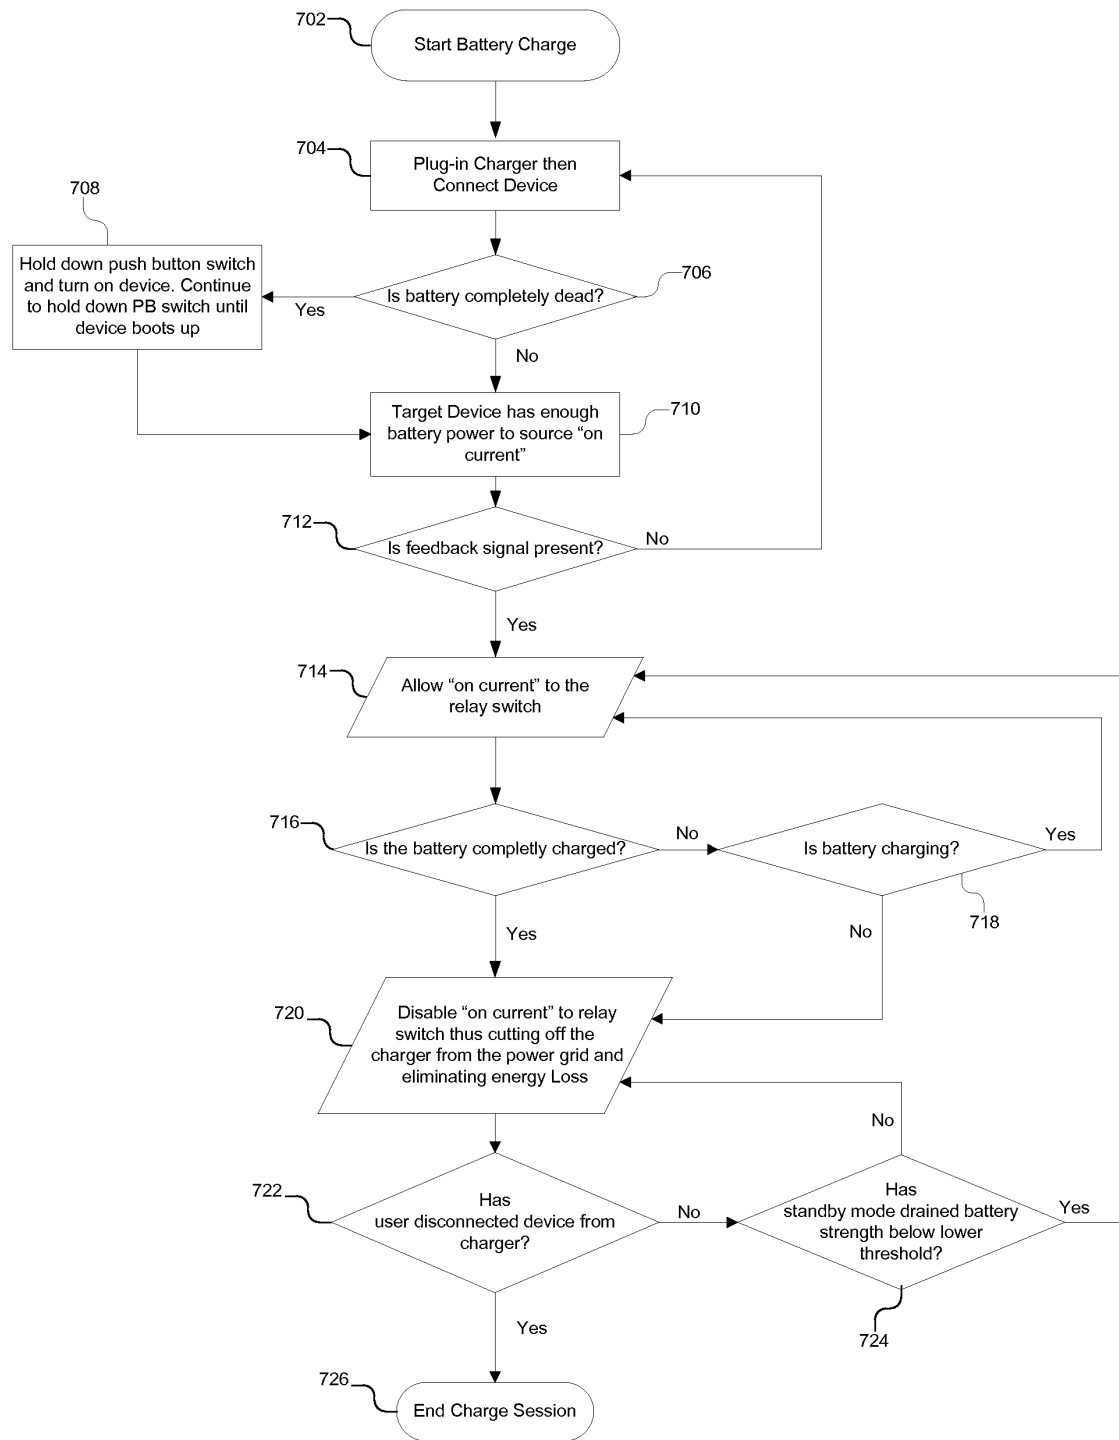 702
Start Battery Charge
704
Plug-in Charger then
Connect Device
708
Hold down push button switch
and turn on device. Continue
to hold down PB switch until
device boots up
706
Is battery completely dead?
Yes
No
Target Device has enough
battery power to source “on
current”
710
712
Is feedback signal present?
No
Yes
714
Allow “on current” to the
relay switch
716
Is the battery completly charged?
No
Is battery charging?
Yes
718
Yes
No
720
Disable “on current” to relay
switch thus cutting off the
charger from the power grid and
eliminating energy Loss
No
722
Has
user disconnected device from
charger?
No
Has
standby mode drained battery
strength below lower
threshold?
Yes
724
Yes
726
End Charge Session